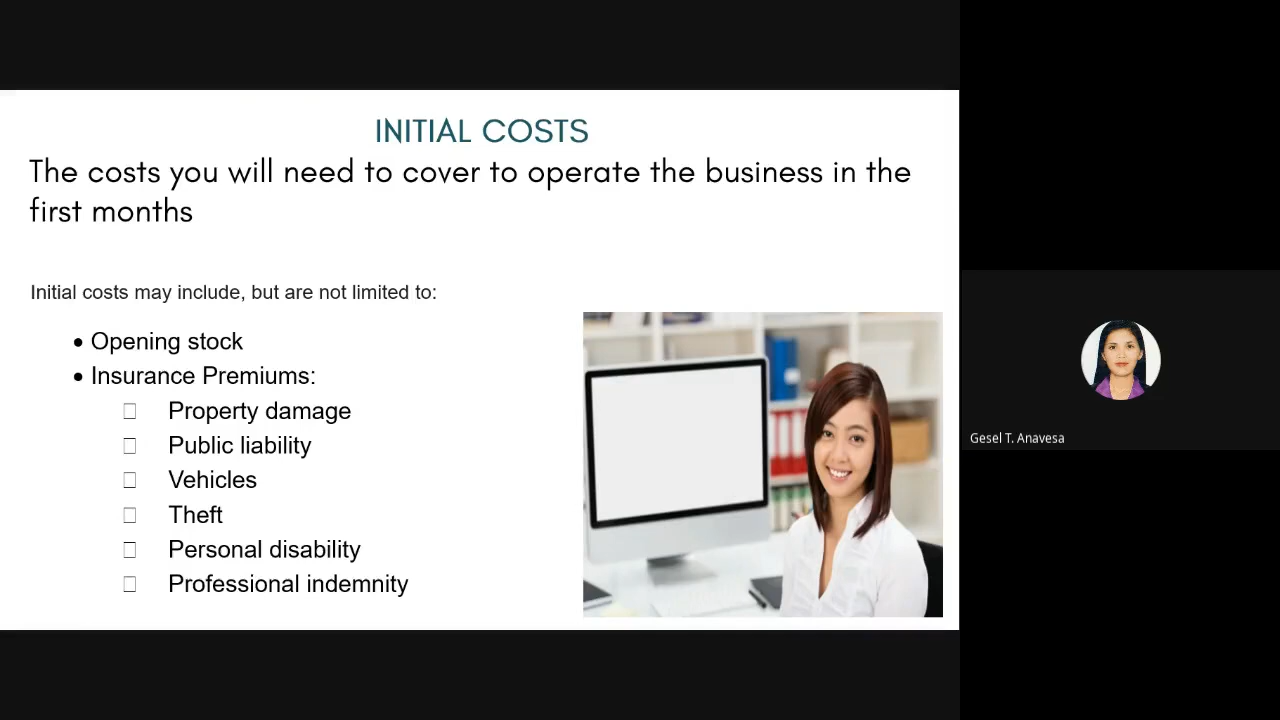 INITIAL COSTS
The costs you will need to cover to operate the business in the
first months
Initial costs may include, but are not limited to:
• Opening stock
• Insurance Premiums:
□ Property damage
□ Public liability
□ Vehicles
□ Theft
□ Personal disability
□ Professional indemnity
Gesel T. Anavesa